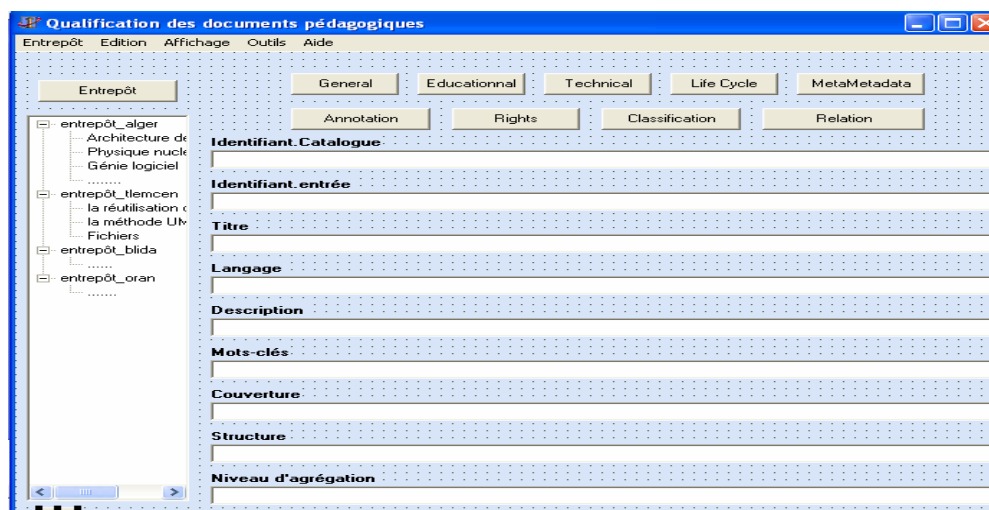 Qualification des documents pédagogiques
Entrepôt Edition Affichage Outils Aide
Entrepôt
General Educationnal Technical Life Cycle MetaMetadata
Annotation Rights Classification Relation
entrepôt_alger
Architecture de
Physique nucle
Génie logiciel
........
entrepôt_tlemcen
la réutilisation
la méthode UM
Fichiers
entrepôt_blida
......
entrepôt_oran
.......
Identifiant.Catalogue
Identifiant.entrée
Titre
Langage
Description
Mots-clés
Couverture
Structure
Niveau d'agrégation